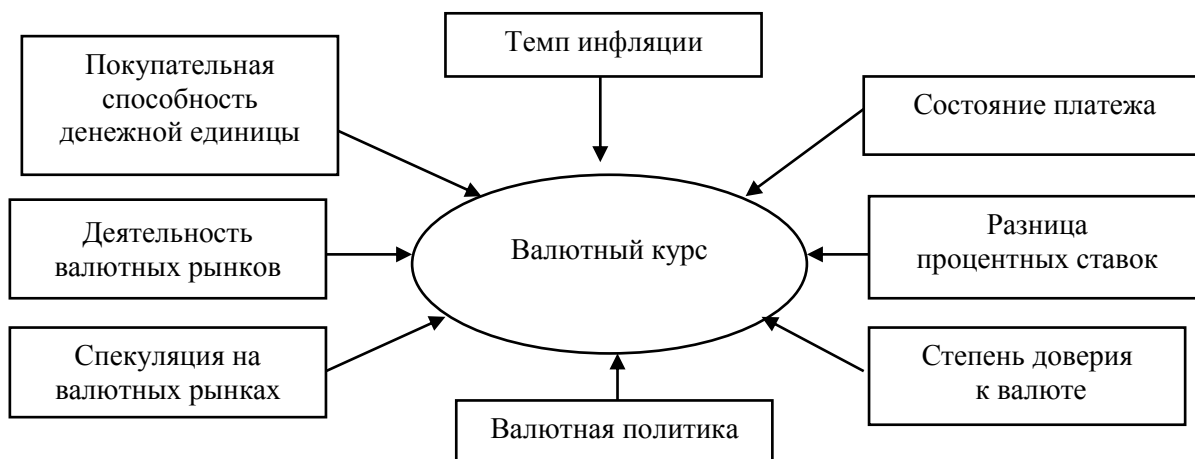 Темп инфляции
Покупательная
способность
денежной единицы
Состояние платежа
Деятельность
валютных рынков
Валютный курс
Разница
процентных ставок
Спекуляция на
валютных рынках
Степень доверия
к валюте
Валютная политика